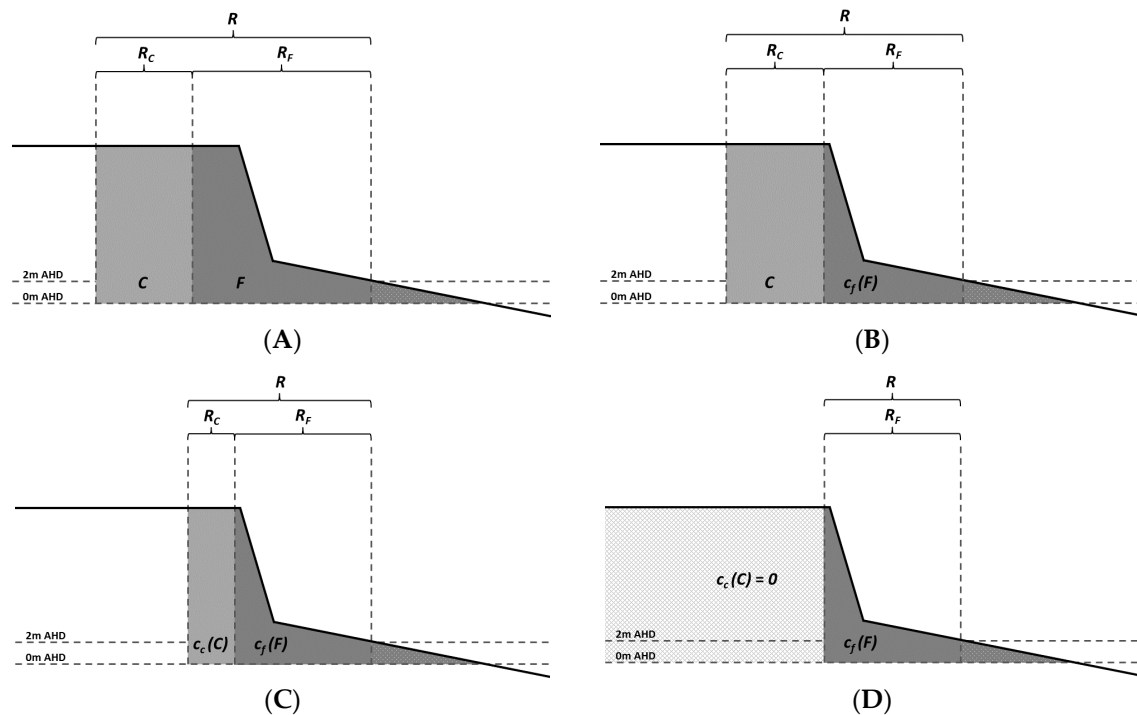 R
R_C R_F
2m AHD
C F
0m AHD
(A)
R
R_C R_F
2m AHD
C c_f (F)
0m AHD
(B)
R
R_C R_F
2m AHD
c_c (C) c_f (F)
0m AHD
(C)
R
R_F
c_c (C) = 0
2m AHD
c_f (F)
0m AHD
(D)